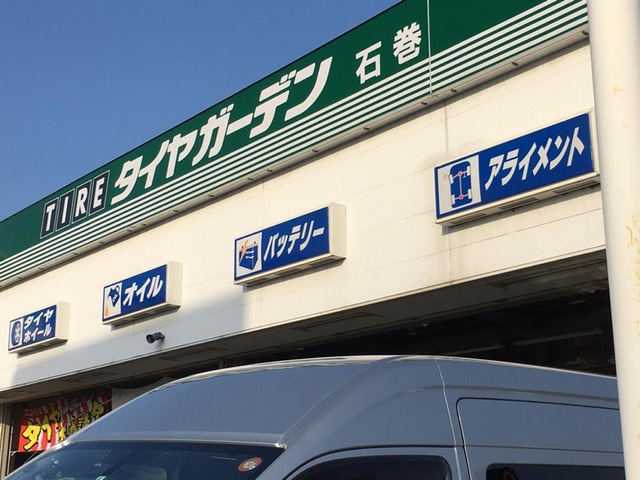 TIRE タイヤガーデン 石巻
アライメント
バッテリー
オイル
タイヤ
ホイール